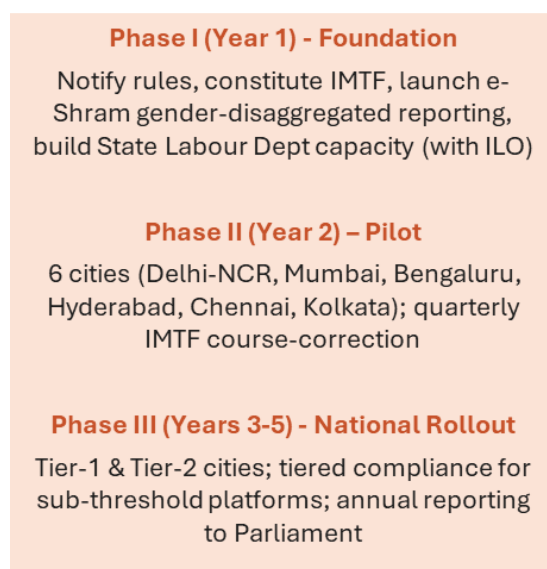 Phase I (Year 1) - Foundation
Notify rules, constitute IMTF, launch e-
Shram gender-disaggregated reporting,
build State Labour Dept capacity (with ILO)
Phase II (Year 2) – Pilot
6 cities (Delhi-NCR, Mumbai, Bengaluru,
Hyderabad, Chennai, Kolkata); quarterly
IMTF course-correction
Phase III (Years 3-5) - National Rollout
Tier-1 & Tier-2 cities; tiered compliance for
sub-threshold platforms; annual reporting
to Parliament